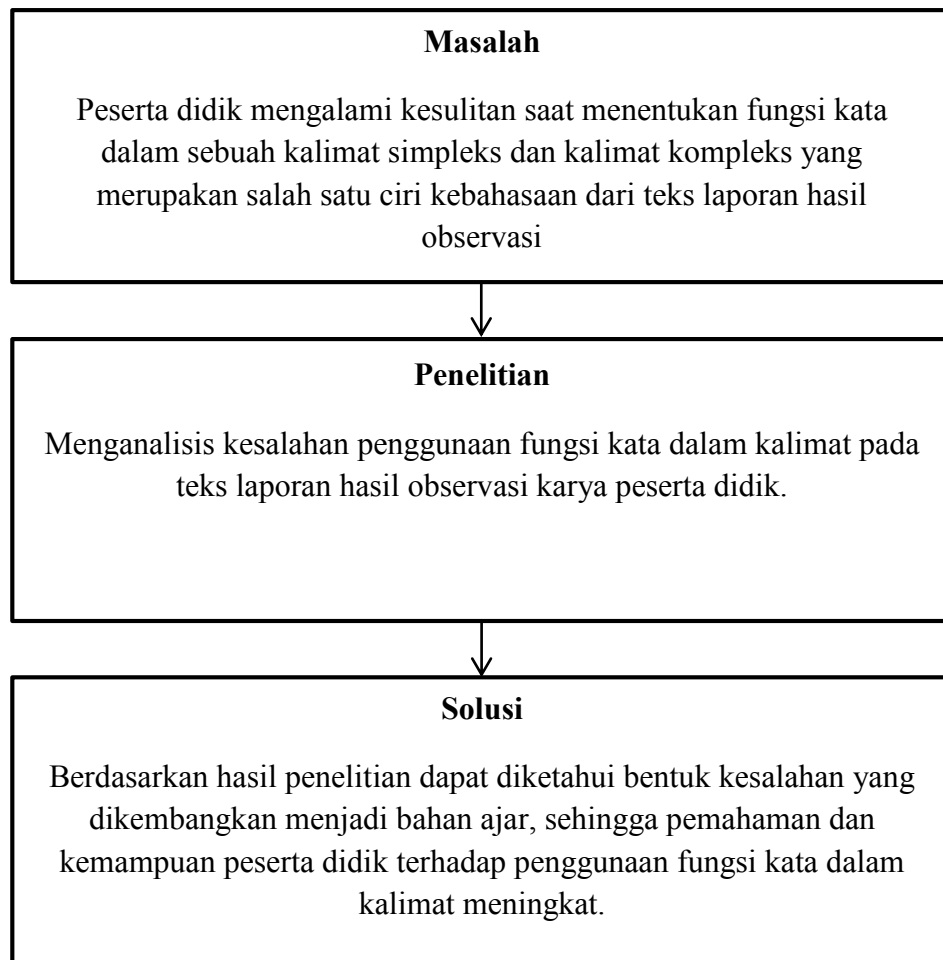 Masalah
Peserta didik mengalami kesulitan saat menentukan fungsi kata
dalam sebuah kalimat simpleks dan kalimat kompleks yang
merupakan salah satu ciri kebahasaan dari teks laporan hasil
observasi
Penelitian
Menganalisis kesalahan penggunaan fungsi kata dalam kalimat pada
teks laporan hasil observasi karya peserta didik.
Solusi
Berdasarkan hasil penelitian dapat diketahui bentuk kesalahan yang
dikembangkan menjadi bahan ajar, sehingga pemahaman dan
kemampuan peserta didik terhadap penggunaan fungsi kata dalam
kalimat meningkat.